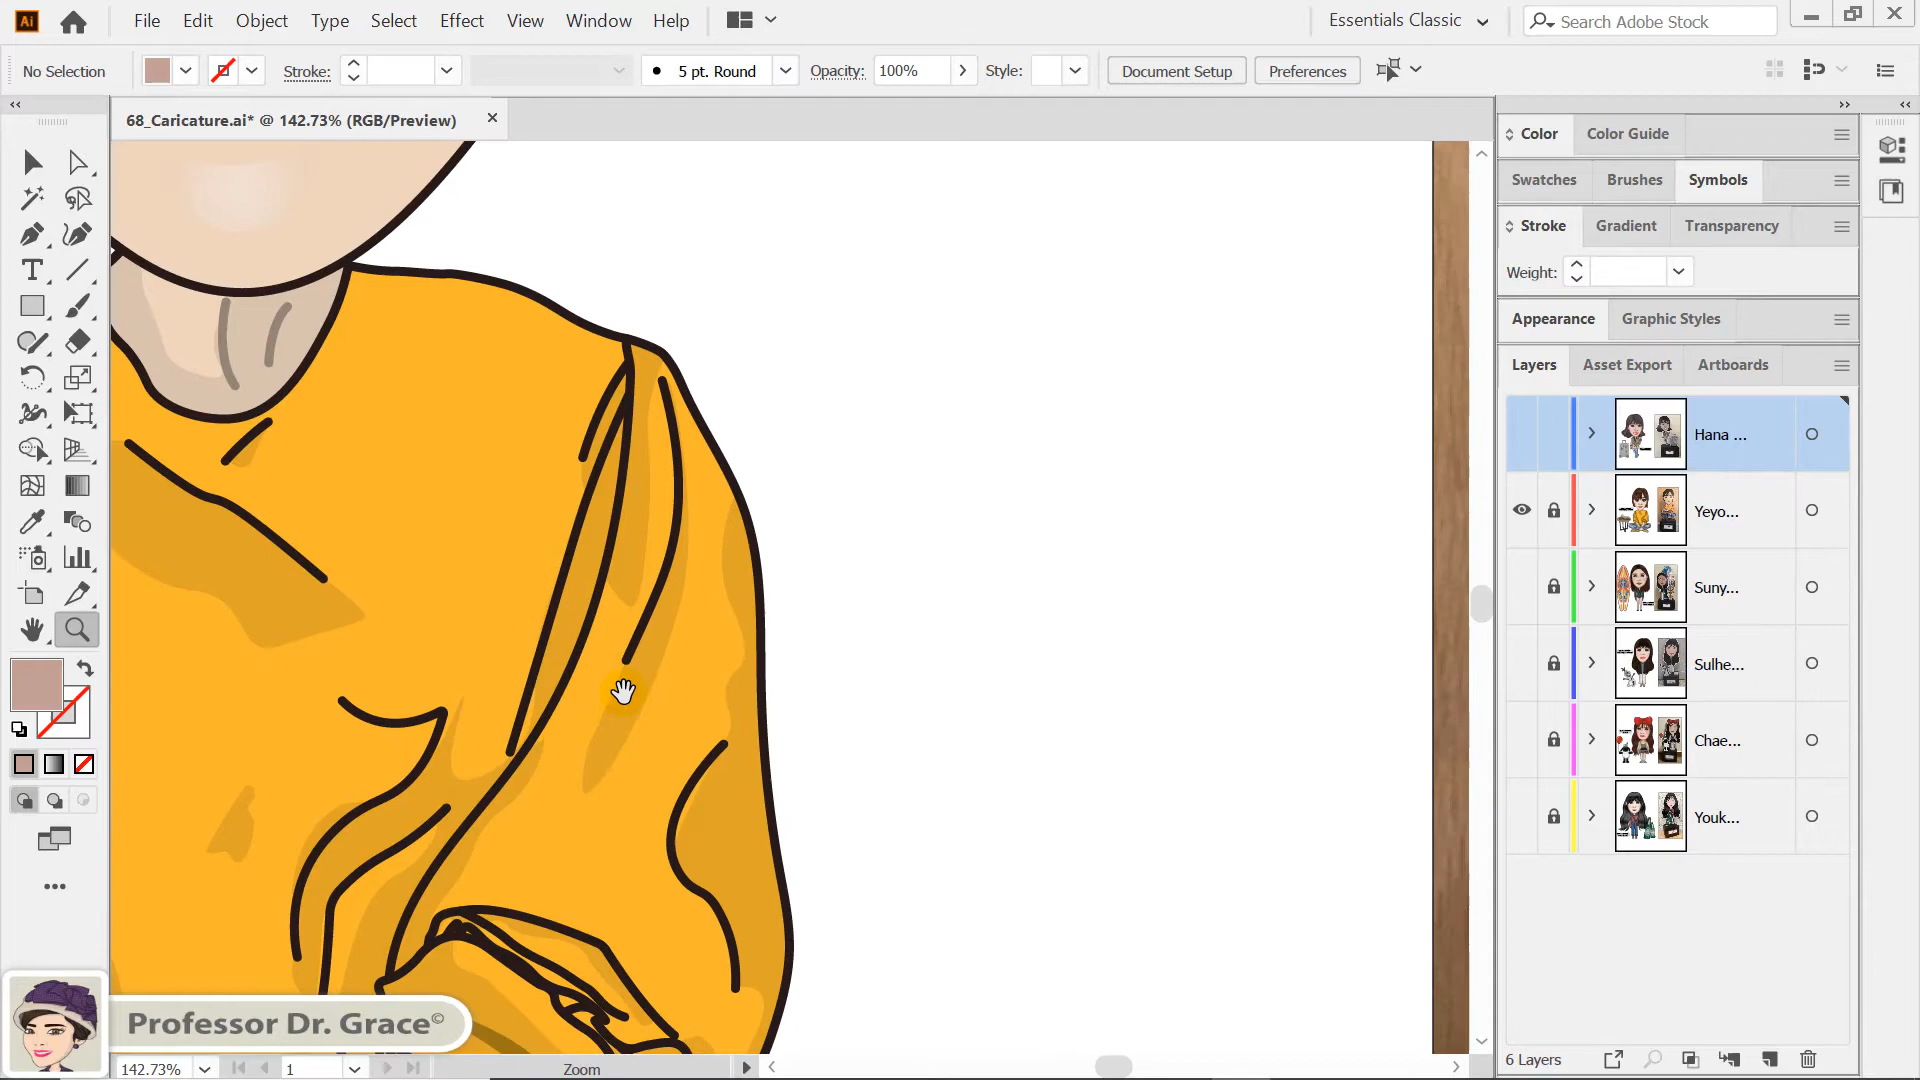 Ai File Edit Object Type Select Effect View Window Help Essentials Classic Search Adobe Stock
No Selection Stroke: 5 pt. Round Opacity: 100% Style: Document Setup Preferences
68_Caricature.ai* @ 142.73% (RGB/Preview)
Color Color Guide
Swatches Brushes Symbols
Stroke Gradient Transparency
Weight:
Appearance Graphic Styles
Layers Asset Export Artboards
Hana ...
Yeyo...
Suny...
Sulhe...
Chae...
Youk...
Professor Dr. Grace©
142.73% 1 Zoom 6 Layers